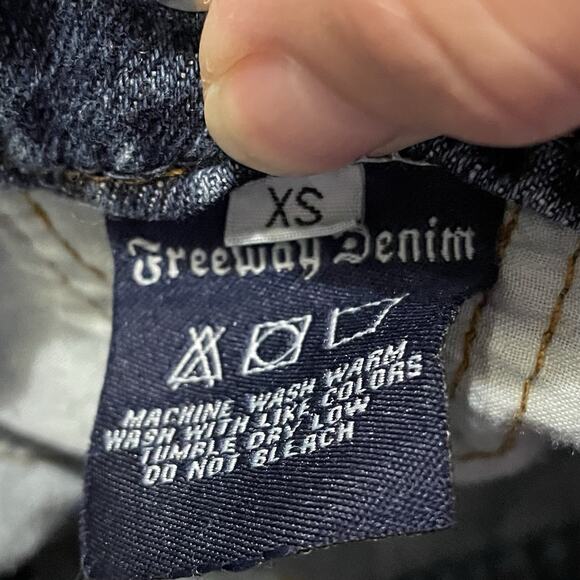 XS
Freeway Denim
MACHINE WASH WARM
WASH WITH LIKE COLORS
TUMBLE DRY LOW
DO NOT BLEACH